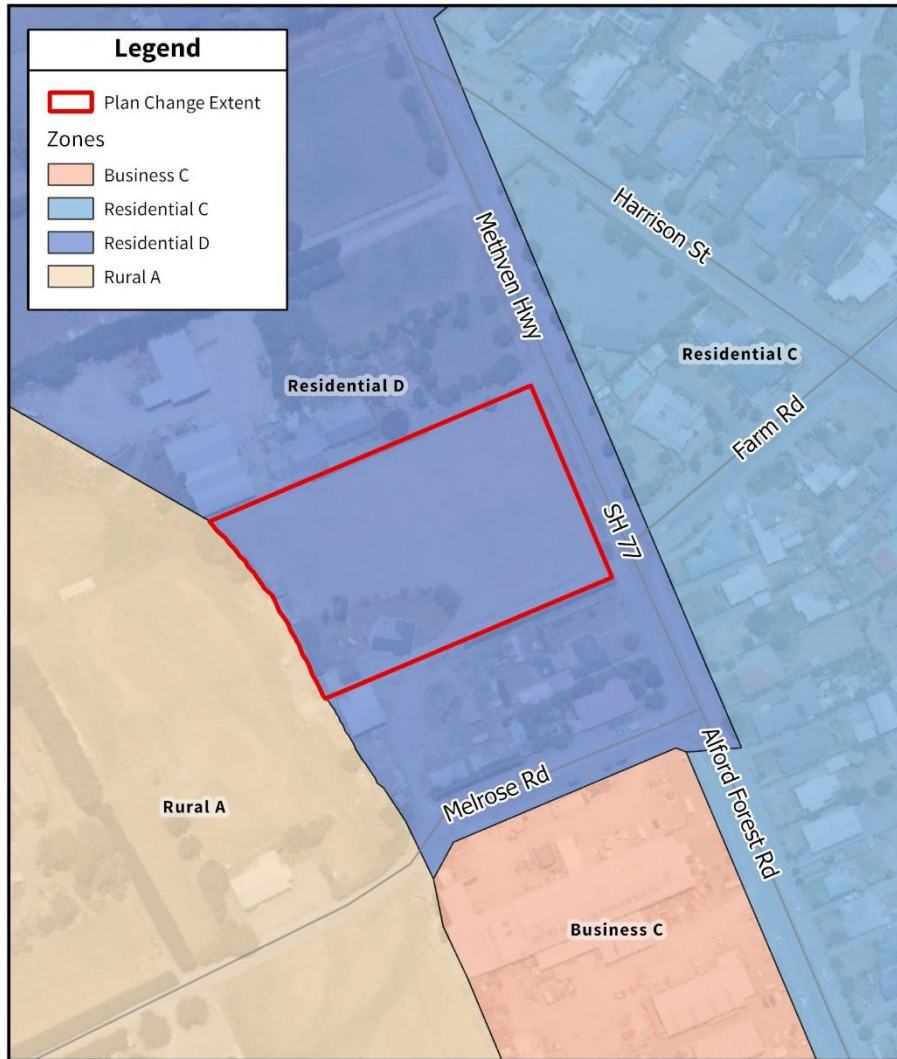 Legend
Plan Change Extent
Zones
Business C
Residential C
Residential D
Rural A
Methven Hwy
Harrison St
Residential C
Residential D
Farm Rd
SH 77
Alford Forest Rd
Melrose Rd
Rural A
Business C